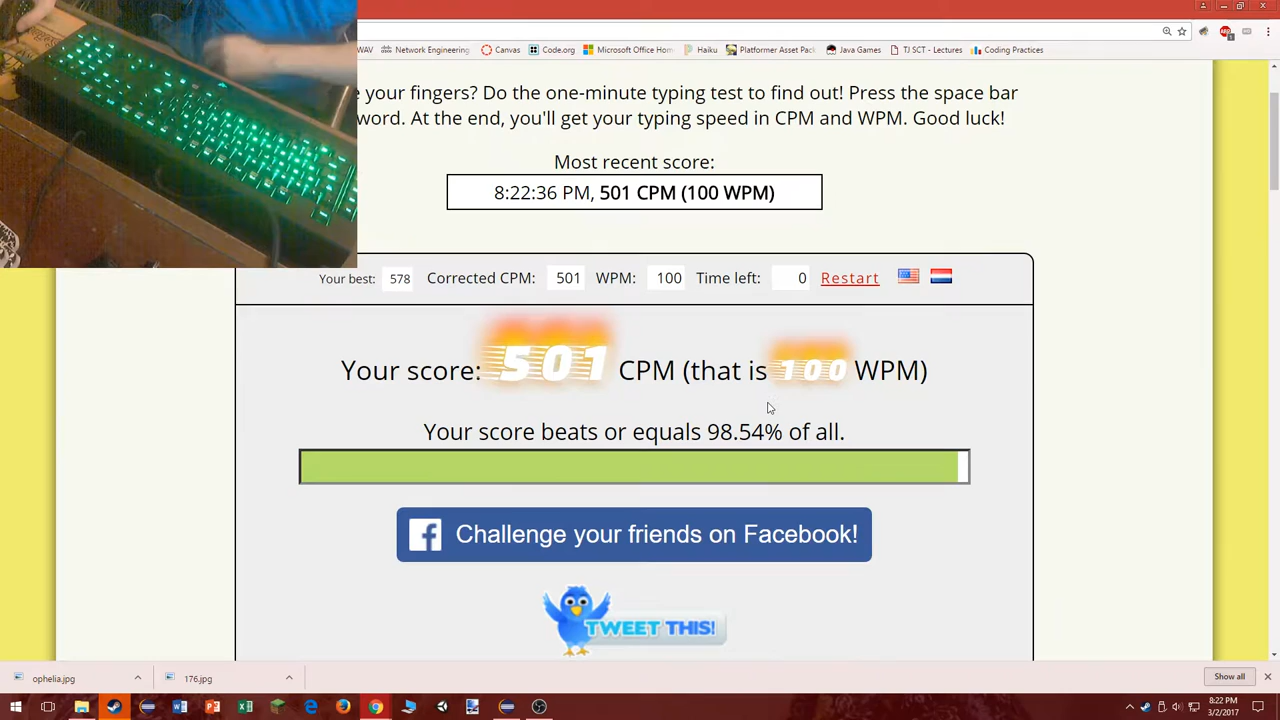 WAV Network Engineering Canvas Code.org Microsoft Office Hom Haiku Platformer Asset Pack Java Games TJ SCT - Lectures Coding Practices
e your fingers? Do the one-minute typing test to find out! Press the space bar
word. At the end, you'll get your typing speed in CPM and WPM. Good luck!
Most recent score:
8:22:36 PM, 501 CPM (100 WPM)
Your best: 578 Corrected CPM: 501 WPM: 100 Time left: 0 Restart
Your score: 501 CPM (that is 100 WPM)
Your score beats or equals 98.54% of all.
f Challenge your friends on Facebook!
TWEET THIS!
ophelia.jpg 176.jpg Show all
8:22 PM
3/2/2017